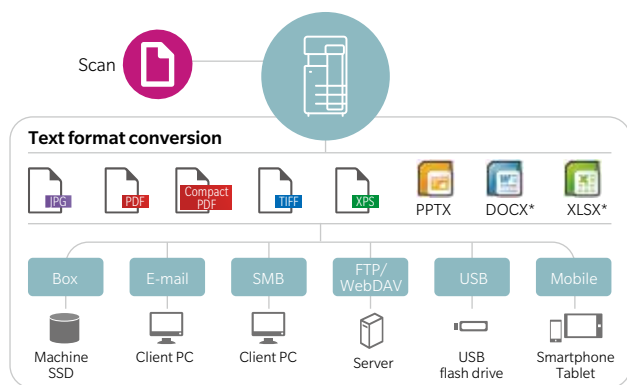 Scan
Text format conversion
IPG
PDF
Compact
PDF
TIFF
XPS
PPTX
DOCX*
XLSX*
Box
E-mail
SMB
FTP/
WebDAV
USB
Mobile
Machine
SSD
Client PC
Client PC
Server
USB
flash drive
Smartphone
Tablet